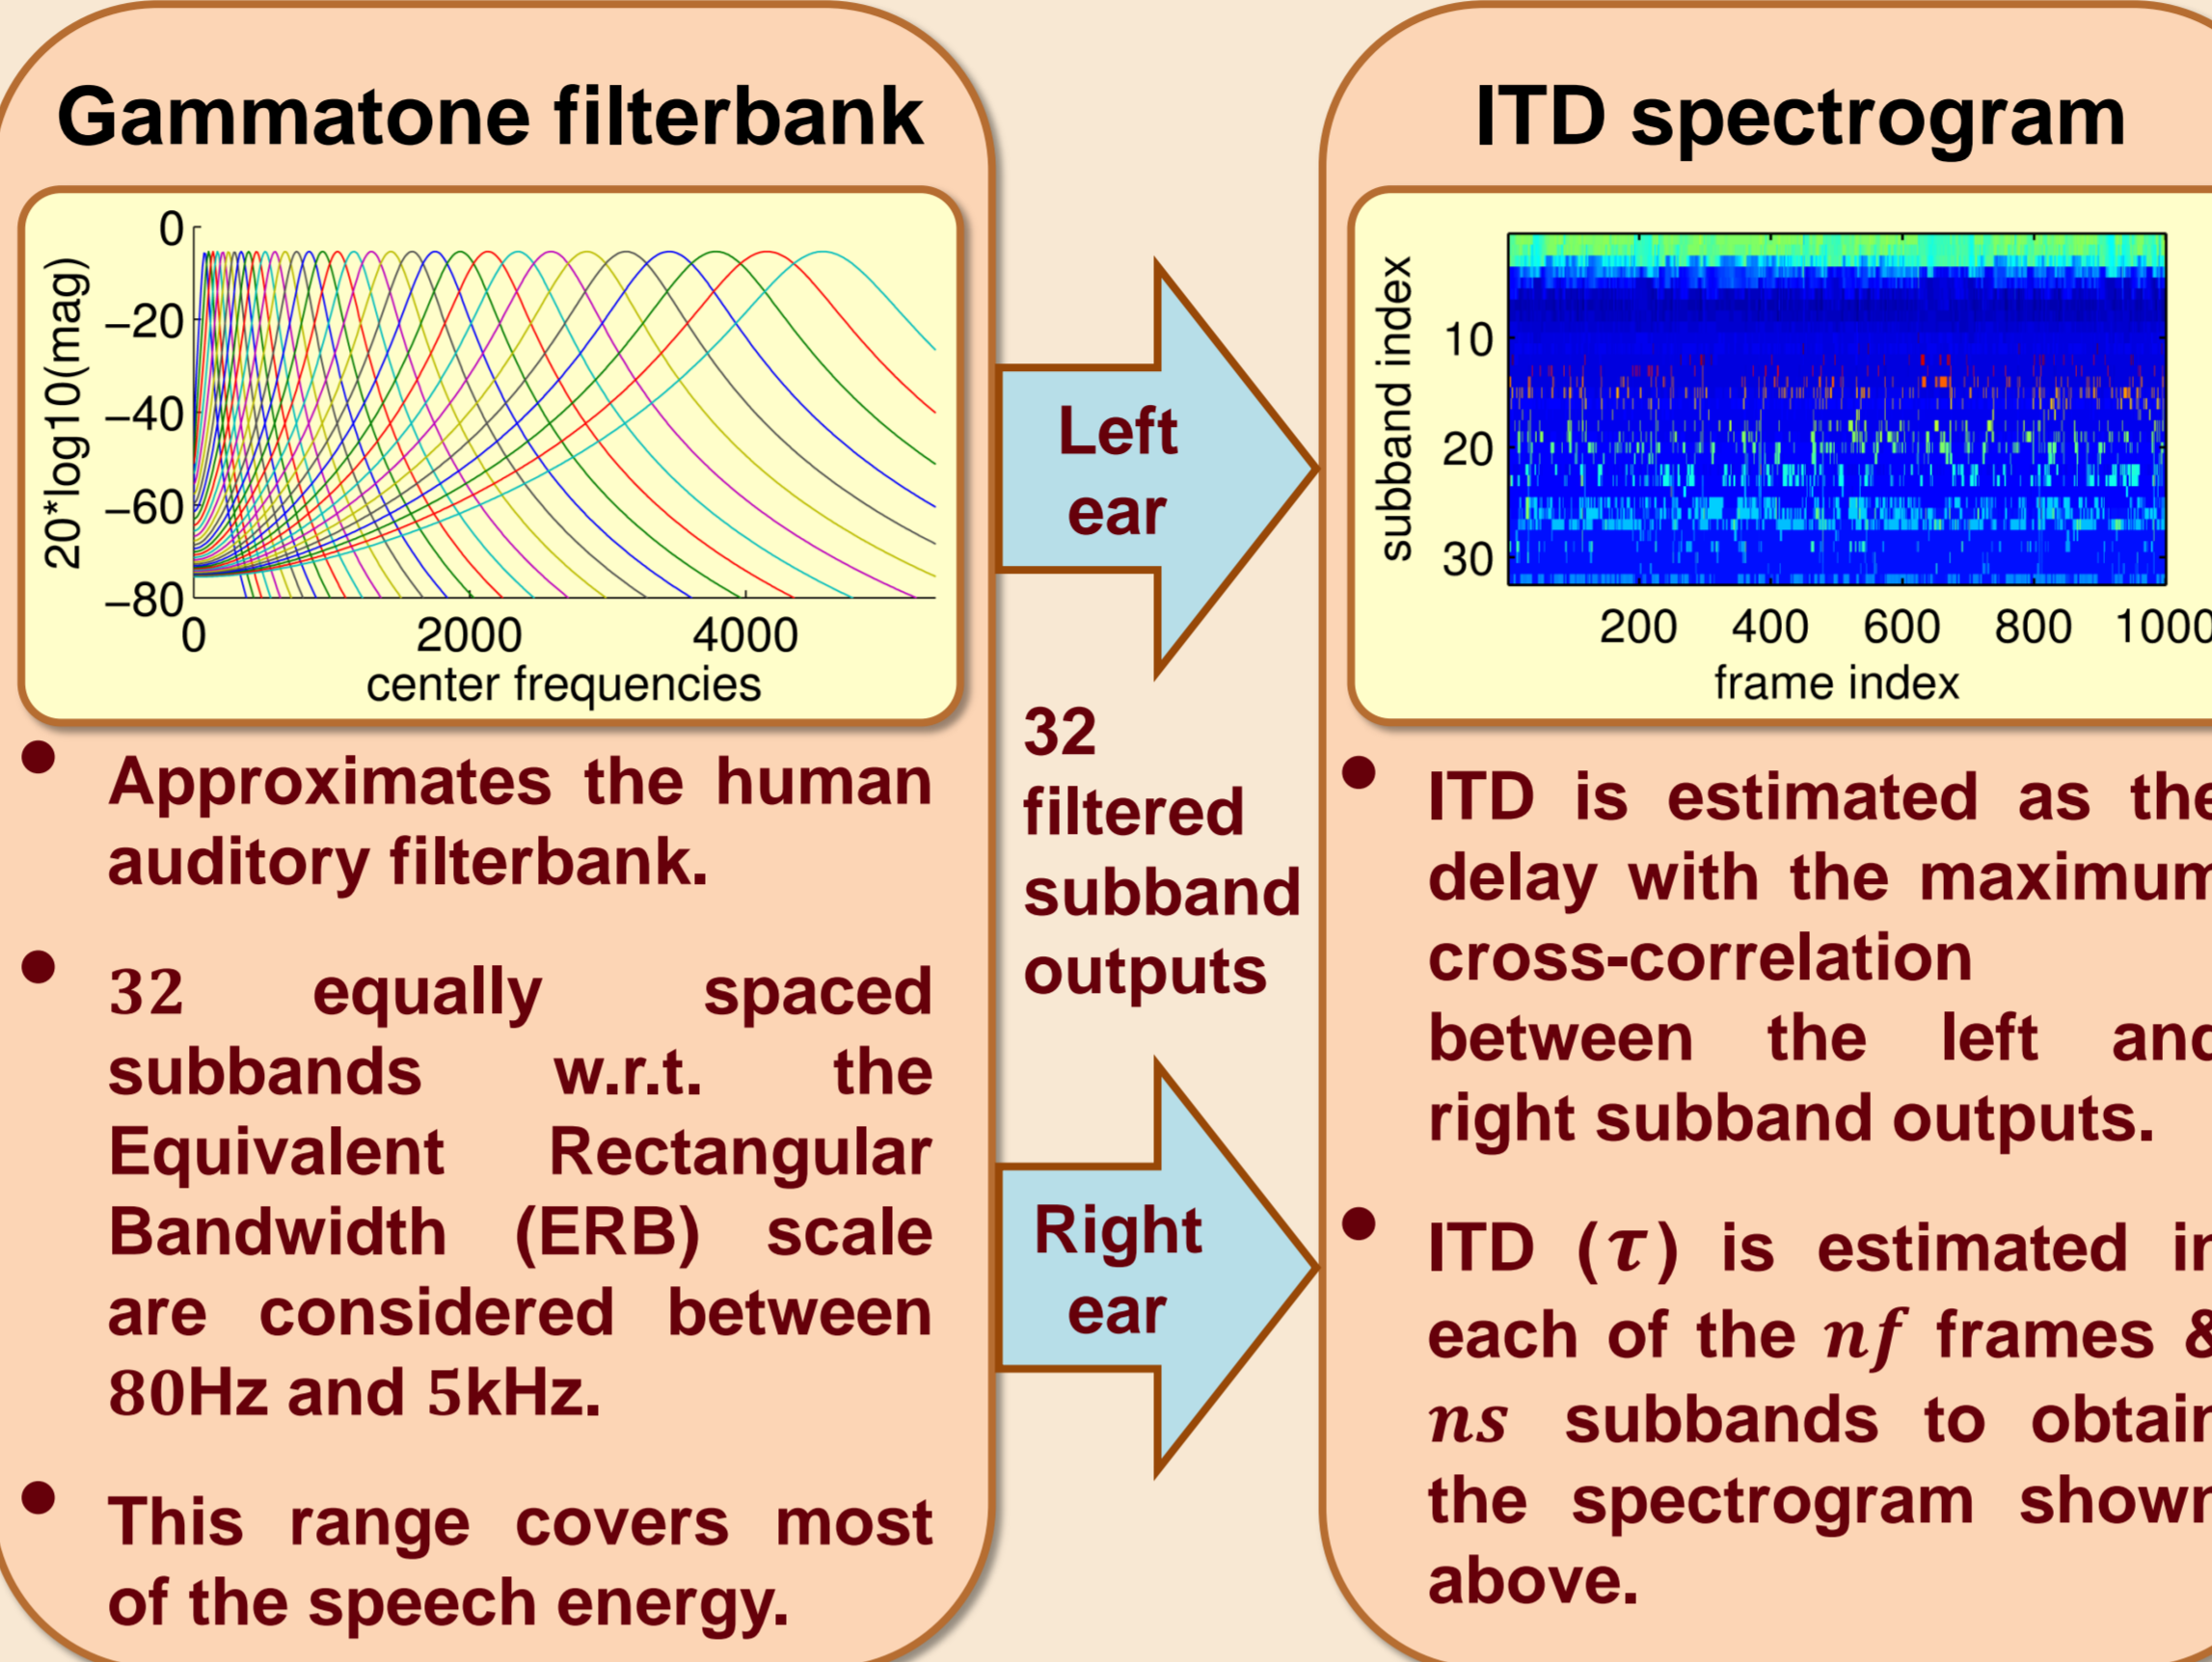 Gammatone filterbank
0
−20
−40
−60
−80
20*log10(mag)
0 2000 4000
center frequencies
• Approximates the human
auditory filterbank.
• 32 equally spaced
subbands w.r.t. the
Equivalent Rectangular
Bandwidth (ERB) scale
are considered between
80Hz and 5kHz.
• This range covers most
of the speech energy.
Left
ear
32
filtered
subband
outputs
Right
ear
ITD spectrogram
subband index
10
20
30
200 400 600 800 1000
frame index
• ITD is estimated as the
delay with the maximum
cross-correlation
between the left and
right subband outputs.
• ITD (τ) is estimated in
each of the nf frames &
ns subbands to obtain
the spectrogram shown
above.